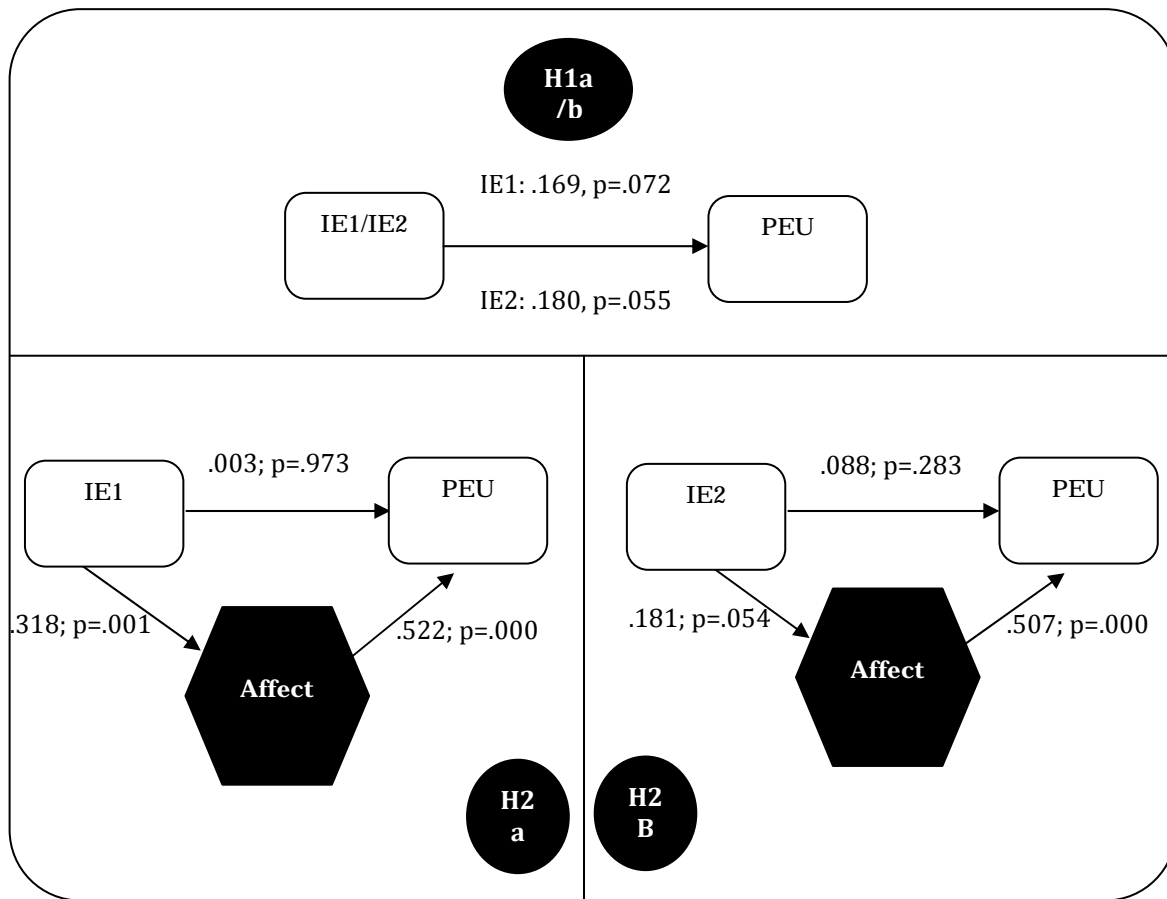 H1a
/b
IE1: .169, p=.072
IE1/IE2
PEU
IE2: .180, p=.055
.003; p=.973
IE1
PEU
.318; p=.001
.522; p=.000
Affect
H2
a
.088; p=.283
IE2
PEU
.181; p=.054
.507; p=.000
Affect
H2
B